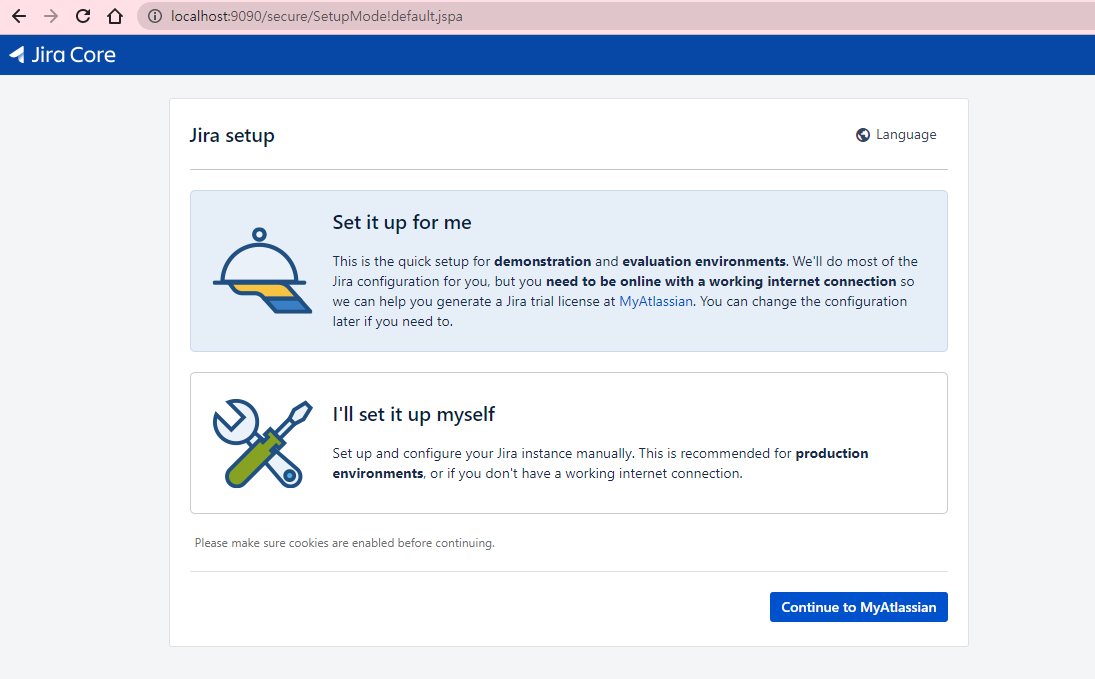 localhost:9090/secure/SetupMode!default.jspa
Jira Core
Jira setup
Language
Set it up for me
This is the quick setup for demonstration and evaluation environments. We'll do most of the
Jira configuration for you, but you need to be online with a working internet connection so
we can help you generate a Jira trial license at MyAtlassian. You can change the configuration
later if you need to.
I'll set it up myself
Set up and configure your Jira instance manually. This is recommended for production
environments, or if you don't have a working internet connection.
Please make sure cookies are enabled before continuing.
Continue to MyAtlassian